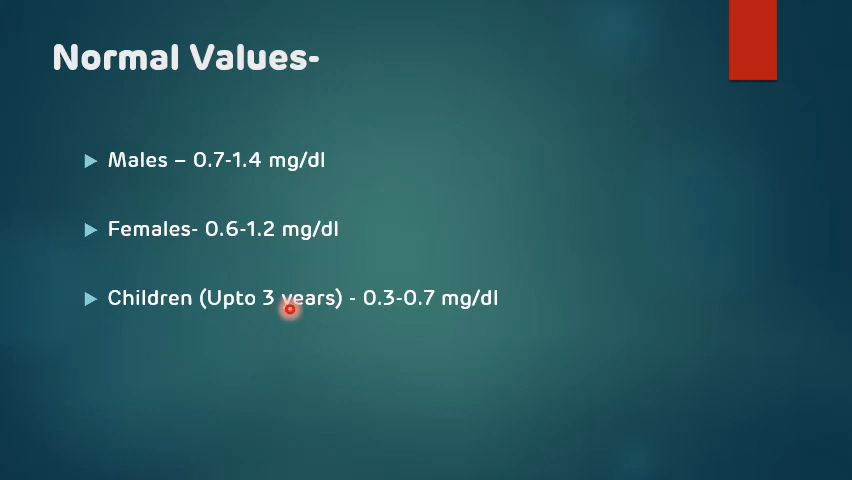 Normal Values-
Males – 0.7-1.4 mg/dl
Females- 0.6-1.2 mg/dl
Children (Upto 3 years) - 0.3-0.7 mg/dl